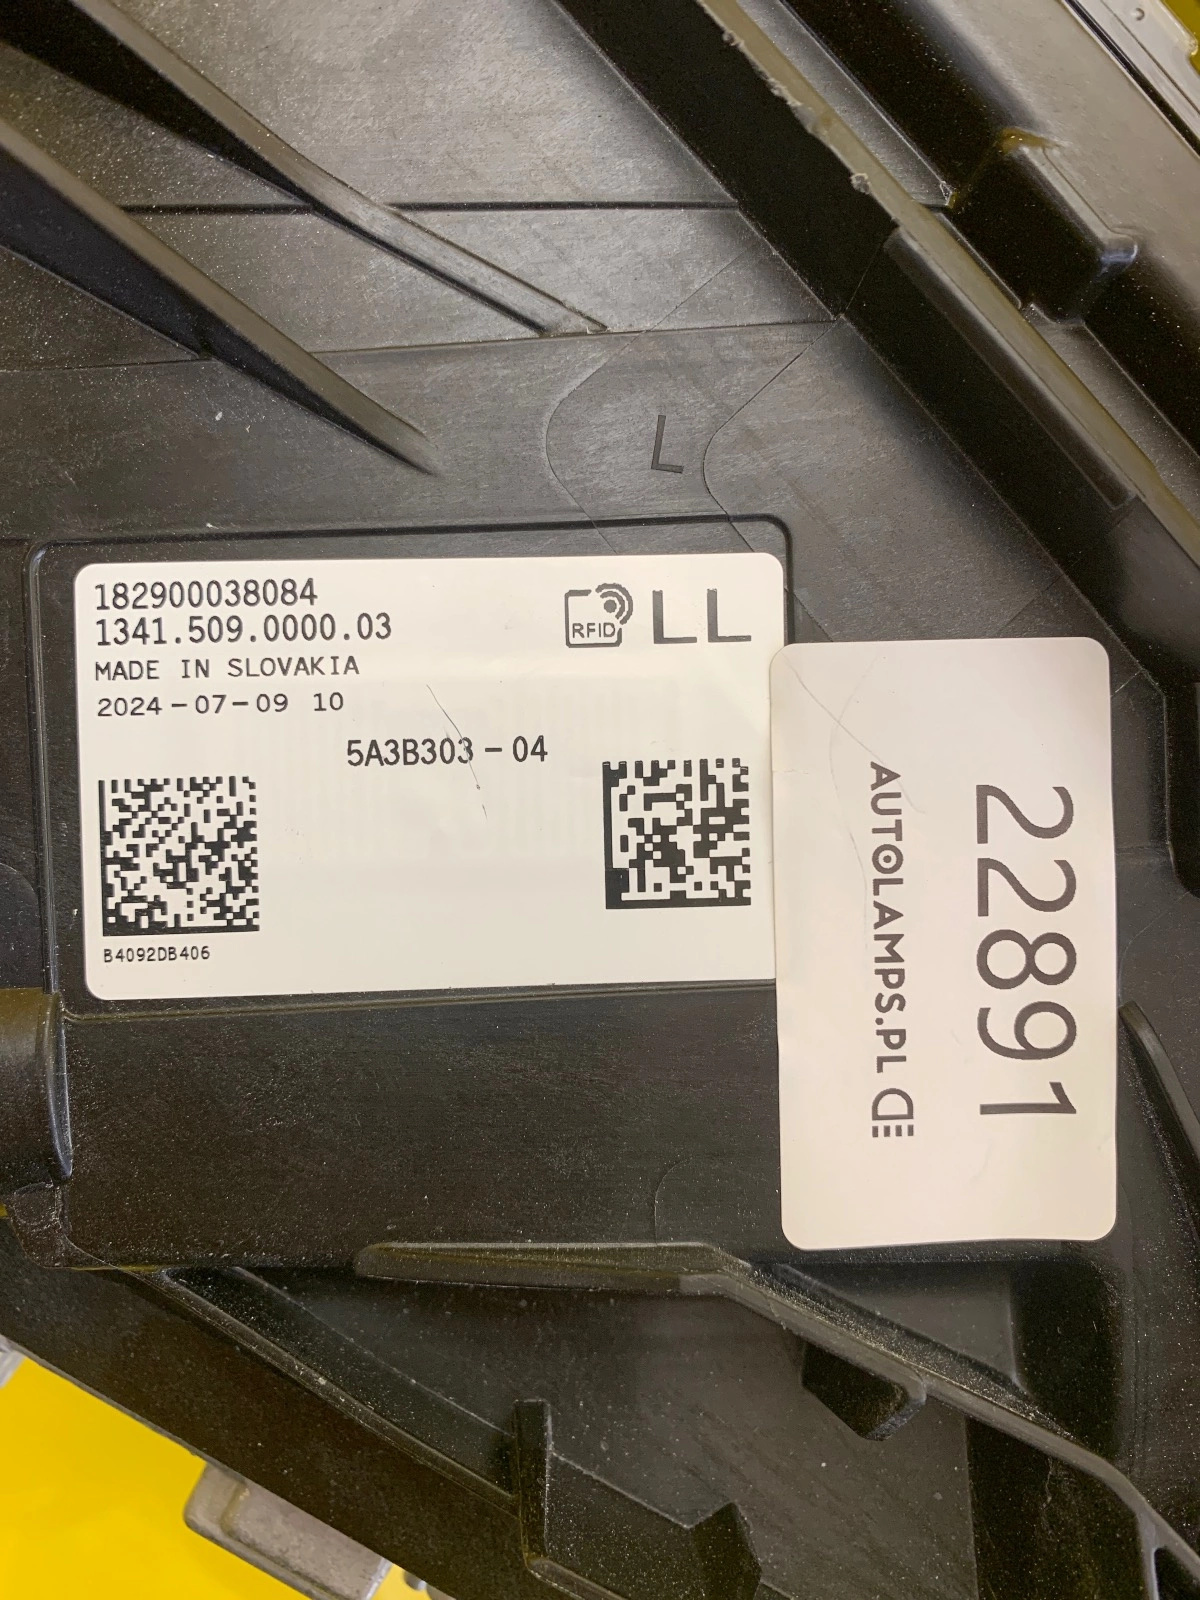 L
182900038084
1341.509.0000.03
MADE IN SLOVAKIA
2024-07-09 10
RFID
LL
5A3B303-04
B4092DB406
22891
AUTOLAMPS.PL